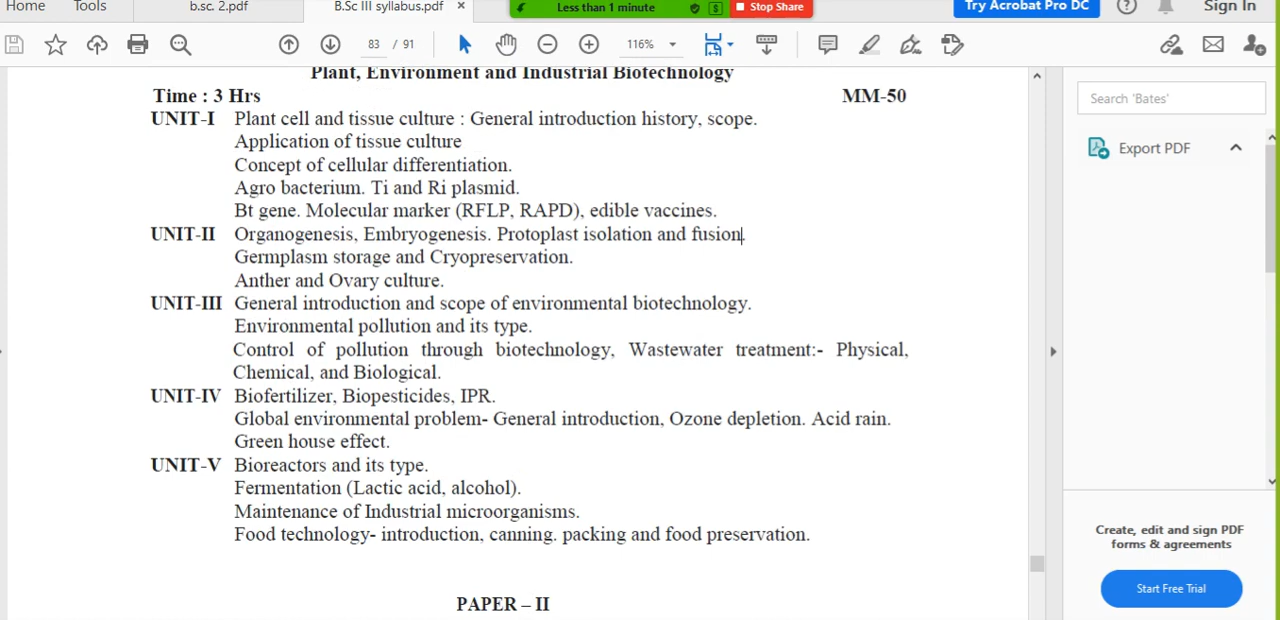 Home Tools b.sc. 2.pdf B.Sc III syllabus.pdf × Less than 1 minute $ Stop Share Try Acrobat Pro DC ? Sign In
83 / 91 116%
Plant, Environment and Industrial Biotechnology
Time : 3 Hrs MM-50
UNIT-I Plant cell and tissue culture : General introduction history, scope.
Application of tissue culture
Concept of cellular differentiation.
Agro bacterium. Ti and Ri plasmid.
Bt gene. Molecular marker (RFLP, RAPD), edible vaccines.
UNIT-II Organogenesis, Embryogenesis. Protoplast isolation and fusion.
Germplasm storage and Cryopreservation.
Anther and Ovary culture.
UNIT-III General introduction and scope of environmental biotechnology.
Environmental pollution and its type.
Control of pollution through biotechnology, Wastewater treatment:- Physical,
Chemical, and Biological.
UNIT-IV Biofertilizer, Biopesticides, IPR.
Global environmental problem- General introduction, Ozone depletion. Acid rain.
Green house effect.
UNIT-V Bioreactors and its type.
Fermentation (Lactic acid, alcohol).
Maintenance of Industrial microorganisms.
Food technology- introduction, canning. packing and food preservation.
PAPER – II
Search 'Bates'
Export PDF
Create, edit and sign PDF
forms & agreements
Start Free Trial